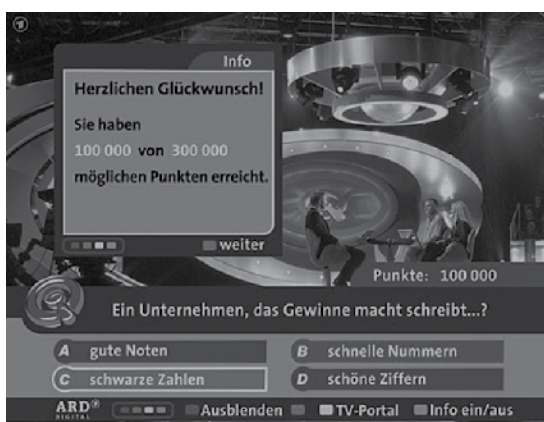 Info
Herzlichen Glückwunsch!
Sie haben
100 000 von 300 000
möglichen Punkten erreicht.
weiter
Punkte: 100 000
Ein Unternehmen, das Gewinne macht schreibt...?
A gute Noten
B schnelle Nummern
C schwarze Zahlen
D schöne Ziffern
ARD DIGITAL Ausblenden TV-Portal Info ein/aus